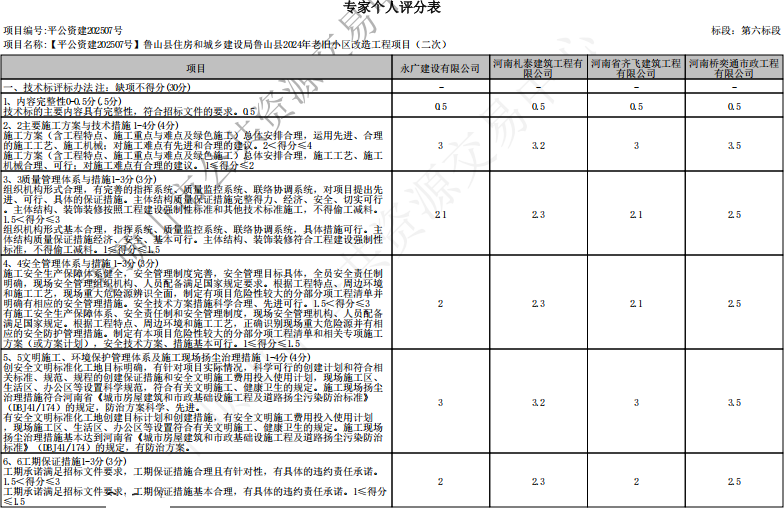 专家个人评分表
项目编号:平公资建202507号
标段：第六标段
项目名称:【平公资建202507号】鲁山县住房和城乡建设局鲁山县2024年老旧小区改造工程项目（二次）
项目 永广建设有限公司 河南札泰建筑工程有限公司 河南省齐飞建筑工程有限公司 河南桥奕通市政工程有限公司
一、技术标评标办法 注：缺项不得分(30分) - - - -
1、内容完整性0-0.5分(.5分)
技术标的主要内容具有完整性，符合招标文件的要求。0.5
0.5 0.5 0.5 0.5
2、2主要施工方案与技术措施 1-4分(4分)
施工方案（含工程特点、施工重点与难点及绿色施工）总体安排合理，运用先进、合理
的施工工艺、施工机械；对施工难点有先进和合理的建议。2<得分≤4
施工方案（含工程特点、施工重点与难点及绿色施工）总体安排合理，施工工艺、施工
机械合理、可行；对施工难点有合理的建议。1≤得分≤2
3 3.2 3 3.5
3、3质量管理体系与措施1-3分(3分)
组织机构形式合理，有完善的指挥系统、质量监控系统、联络协调系统，对项目提出先
进、可行、具体的保证措施。主体结构质量保证措施完整得力、经济、安全、切实可行
。主体结构、装饰装修按照工程建设强制性标准和其他技术标准施工，不得偷工减料。
1.5<得分≤3
组织机构形式基本合理，指挥系统、质量监控系统、联络协调系统，具体措施可行。主
体结构质量保证措施经济、安全、基本可行。主体结构、装饰装修符合工程建设强制性
标准，不得偷工减料。1≤得分≤1.5
2.1 2.3 2.1 2.5
4、4安全管理体系与措施 1-3分(3分)
施工安全生产保障体系健全，安全管理制度完善，安全管理目标具体，全员安全责任制
明确，现场安全管理组织机构、人员配备满足国家规定要求。根据工程特点、周边环境
和施工工艺，现场重大危险源辨识全面，制定有项目危险性较大的分部分项工程清单并
明确有相应的安全管理措施。安全技术方案措施科学合理、先进可行。1.5<得分≤3
有施工安全生产保障体系、安全责任制和安全管理制度，现场安全管理机构、人员配备
满足国家规定。根据工程特点、周边环境和施工工艺，正确识别现场重大危险源并有相
应的安全防护管理措施。制定有本项目危险性较大的分部分项工程清单和相关专项施工
方案（或方案计划），安全技术方案、措施基本可行。1≤得分≤1.5
2 2.3 2.1 2.5
5、5文明施工、环境保护管理体系及施工现场扬尘治理措施 1-4分(4分)
创安全文明标准化工地目标明确，有针对项目实际情况，科学可行的创建计划和符合相
关标准、规范、规程的创建保证措施和安全文明施工费用投入使用计划，现场施工区、
生活区、办公区等设置科学规范，符合有关文明施工、健康卫生的规定。施工现场扬尘
治理措施符合河南省《城市房屋建筑和市政基础设施工程及道路扬尘污染防治标准》
（DBJ41/174）的规定，防治方案科学、先进。
有安全文明标准化工地创建目标计划和创建措施，有安全文明施工费用投入使用计划
，现场施工区、生活区、办公区等设置符合有关文明施工、健康卫生的规定。施工现场
扬尘治理措施基本达到河南省《城市房屋建筑和市政基础设施工程及道路扬尘污染防治
标准》（DBJ41/174）的规定，有防治方案。
3 3.2 3 3.5
6、6工期保证措施1-3分(3分)
工期承诺满足招标文件要求，工期保证措施合理且有针对性，有具体的违约责任承诺。
1.5<得分≤3
工期承诺满足招标文件要求，工期保证措施基本合理，有具体的违约责任承诺。1≤得分
≤1.5
2 2.3 2 2.5